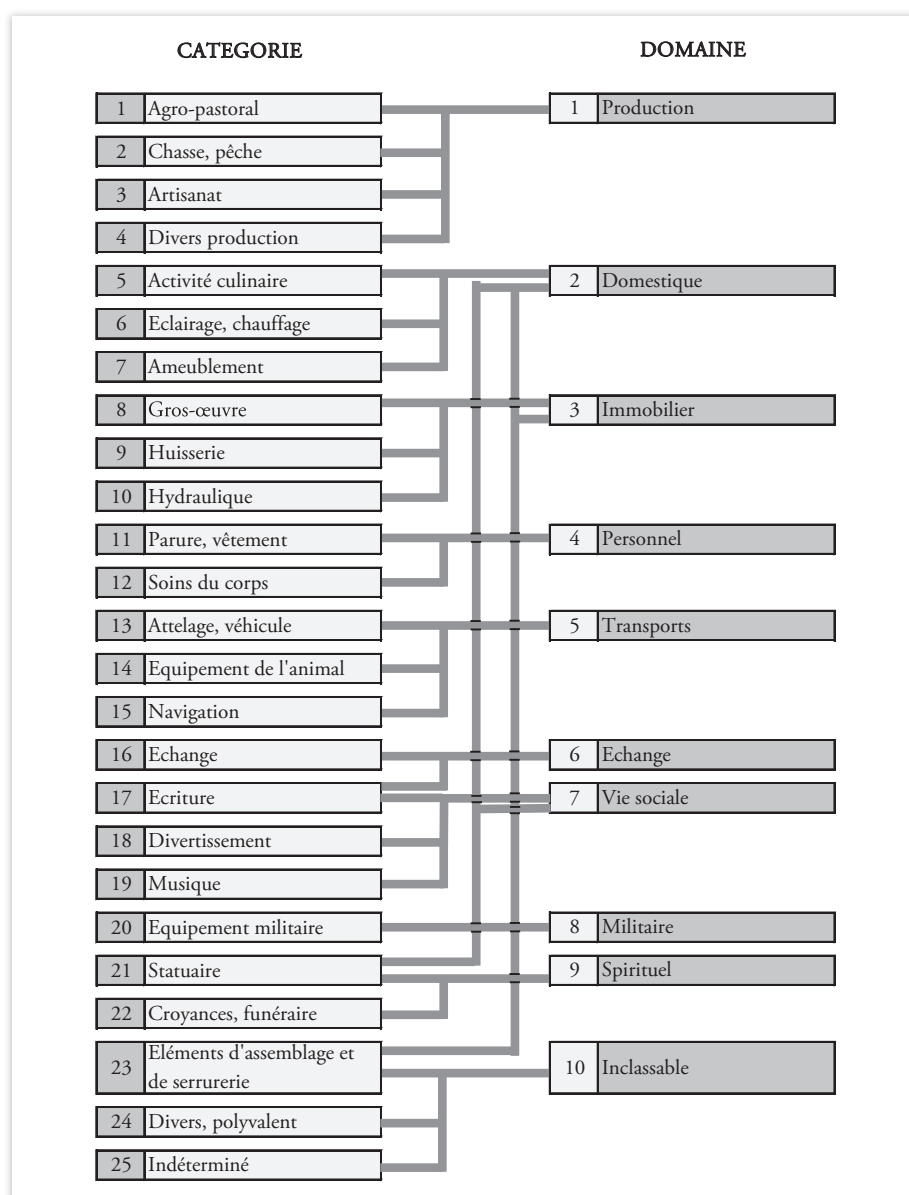 CATEGORIE
DOMAINE
1 Agro-pastoral
1 Production
2 Chasse, pêche
3 Artisanat
4 Divers production
5 Activité culinaire
2 Domestique
6 Eclairage, chauffage
7 Ameublement
8 Gros-œuvre
3 Immobilier
9 Huisserie
10 Hydraulique
11 Parure, vêtement
4 Personnel
12 Soins du corps
13 Attelage, véhicule
5 Transports
14 Equipement de l'animal
15 Navigation
16 Echange
6 Echange
17 Ecriture
7 Vie sociale
18 Divertissement
19 Musique
20 Equipement militaire
8 Militaire
21 Statuaire
9 Spirituel
22 Croyances, funéraire
23 Eléments d'assemblage et
de serrurerie
10 Inclassable
24 Divers, polyvalent
25 Indéterminé